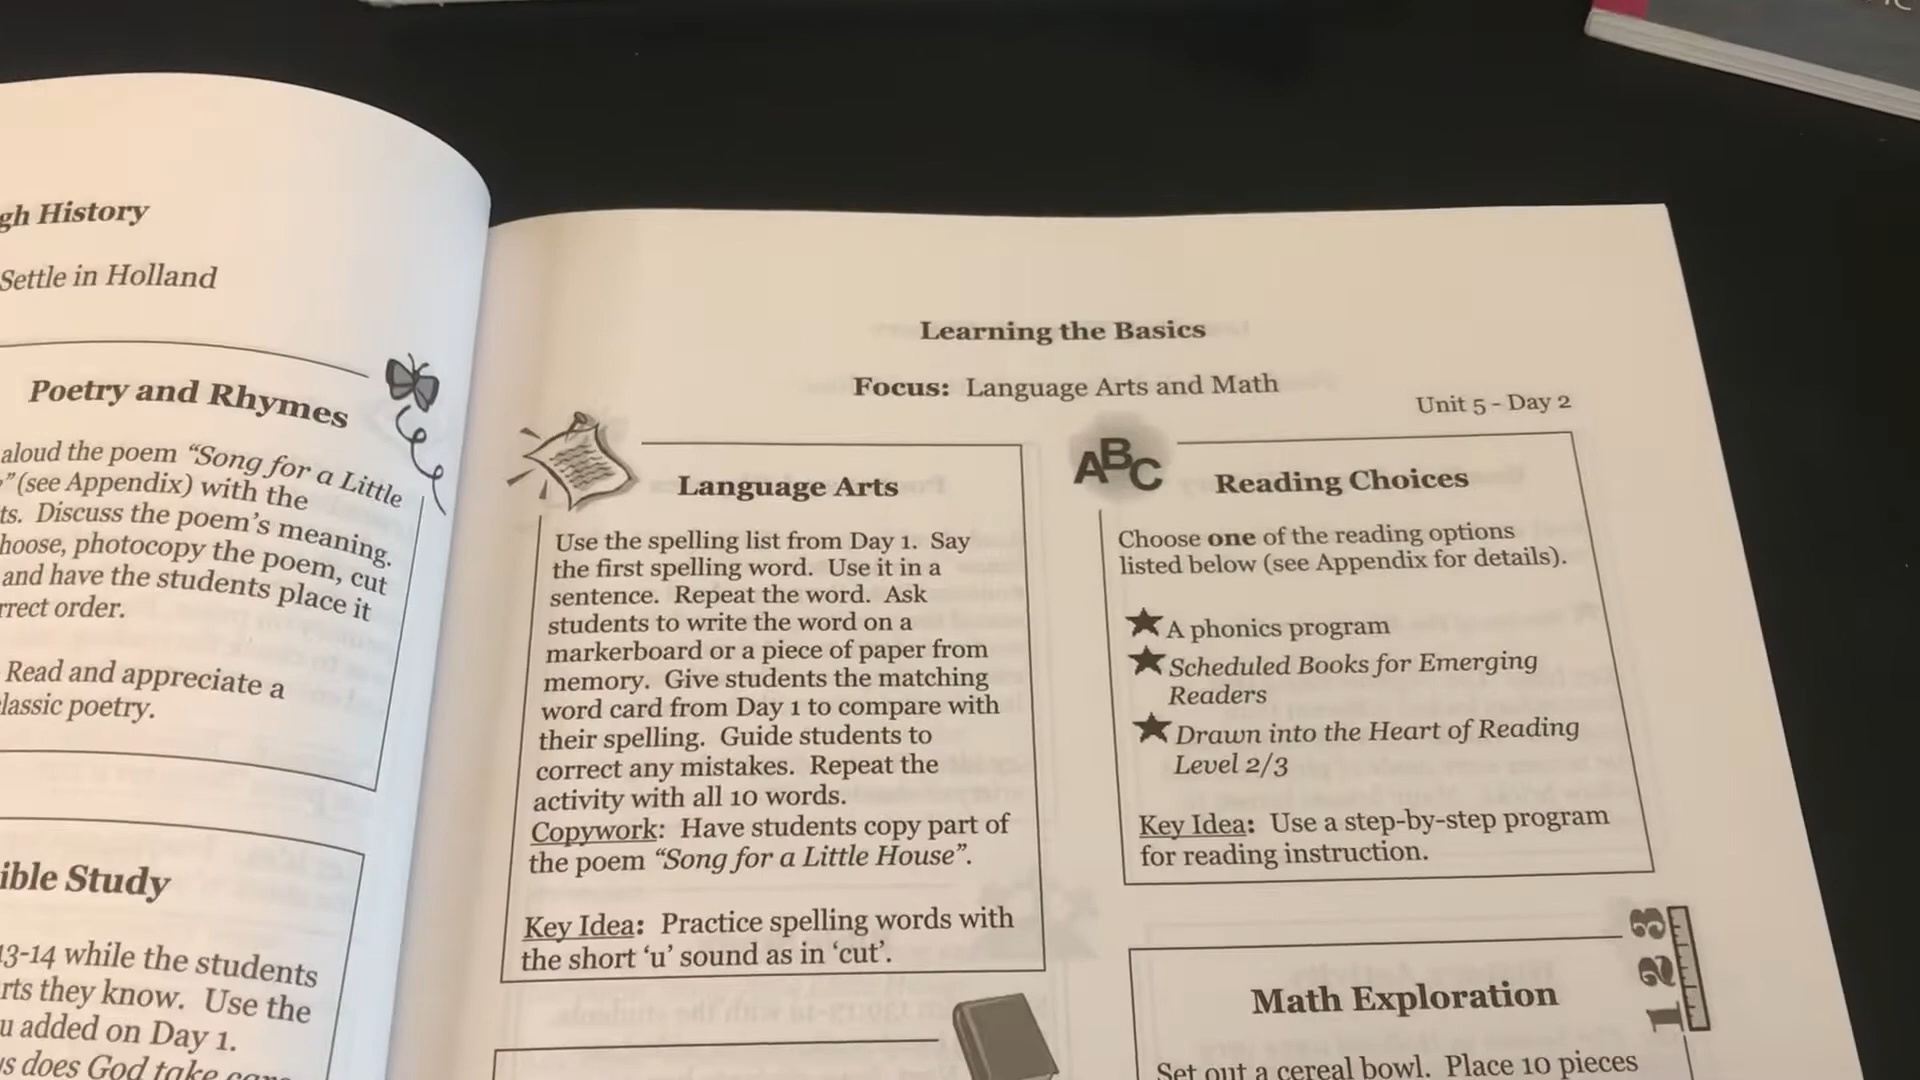 gh History
Settle in Holland
Poetry and Rhymes
aloud the poem "Song for a Little
"(see Appendix) with the
ts. Discuss the poem's meaning.
hoose, photocopy the poem, cut
and have the students place it
rrect order.
Read and appreciate a
lassic poetry.
ible Study
13-14 while the students
rts they know. Use the
u added on Day 1.
s does God take care
Learning the Basics
Focus: Language Arts and Math
Unit 5 - Day 2
Language Arts
Use the spelling list from Day 1. Say
the first spelling word. Use it in a
sentence. Repeat the word. Ask
students to write the word on a
markerboard or a piece of paper from
memory. Give students the matching
word card from Day 1 to compare with
their spelling. Guide students to
correct any mistakes. Repeat the
activity with all 10 words.
Copywork: Have students copy part of
the poem "Song for a Little House".
Key Idea: Practice spelling words with
the short 'u' sound as in 'cut'.
ABC
Reading Choices
Choose one of the reading options
listed below (see Appendix for details).
A phonics program
Scheduled Books for Emerging
Readers
Drawn into the Heart of Reading
Level 2/3
Key Idea: Use a step-by-step program
for reading instruction.
1 2 3
Math Exploration
Set out a cereal bowl. Place 10 pieces